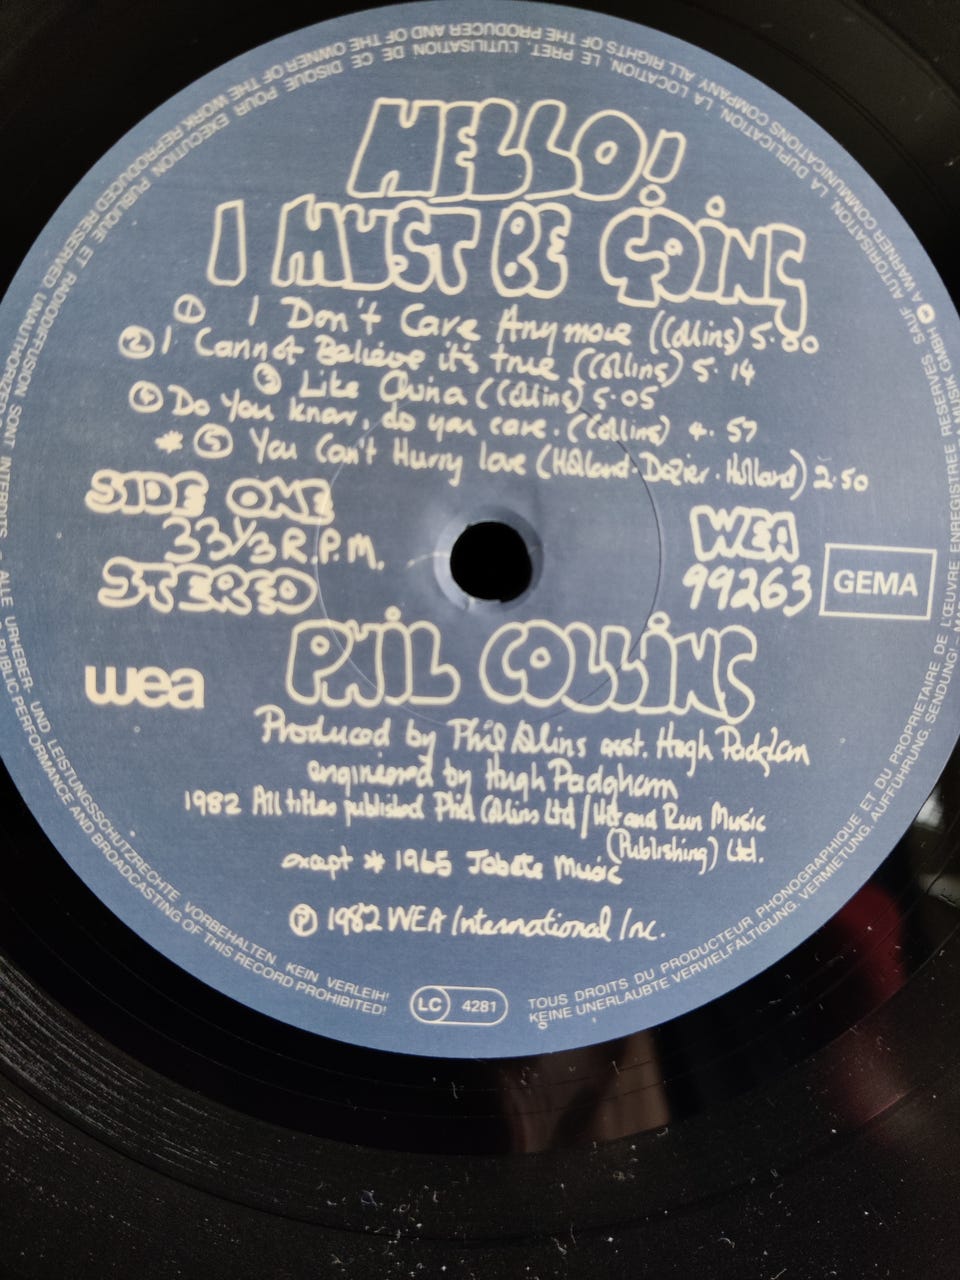 HELLO!
I MUST BE GOING
① I Don't Care Anymore (Collins) 5·00
② I Cannot Believe it's true (Collins) 5·14
③ Like China (Collins) 5·05
④ Do You know, do you care. (Collins) 4·57
* ⑤ You Can't Hurry love (Holland·Dozier·Holland) 2·50
SIDE ONE
33⅓ R.P.M.
STEREO
WEA
99263
GEMA
PHIL COLLINS
wea
Produced by Phil Collins asst. Hugh Padgham
engineered by Hugh Padgham
1982 All titles published Phil Collins Ltd/Hit and Run Music
(Publishing) Ltd.
except * 1965 Jobete Music
℗ 1982 WEA International Inc.
LC 4281
ALLE URHEBER- UND LEISTUNGSSCHUTZRECHTE VORBEHALTEN KEIN VERLEIH!
KEINE UNERLAUBTE VERVIELFÄLTIGUNG, VERMIETUNG, AUFFÜHRUNG, SENDUNG!
TOUS DROITS DU PRODUCTEUR PHONOGRAPHIQUE ET DU PROPRIETAIRE DE L'ŒUVRE ENREGISTREE RESERVES. SAUF AUTORISATION, LA DUPLICATION, LA LOCATION, LE PRET, L'UTILISATION DE CE DISQUE POUR EXECUTION PUBLIQUE ET RADIODIFFUSION SONT INTERDITS
MUSIK GMBH A WARNER COMMUNICATIONS COMPANY. ALL RIGHTS OF THE PRODUCER AND OF THE OWNER OF THE WORK REPRODUCED RESERVED. UNAUTHORIZED PUBLIC PERFORMANCE AND BROADCASTING OF THIS RECORD PROHIBITED!